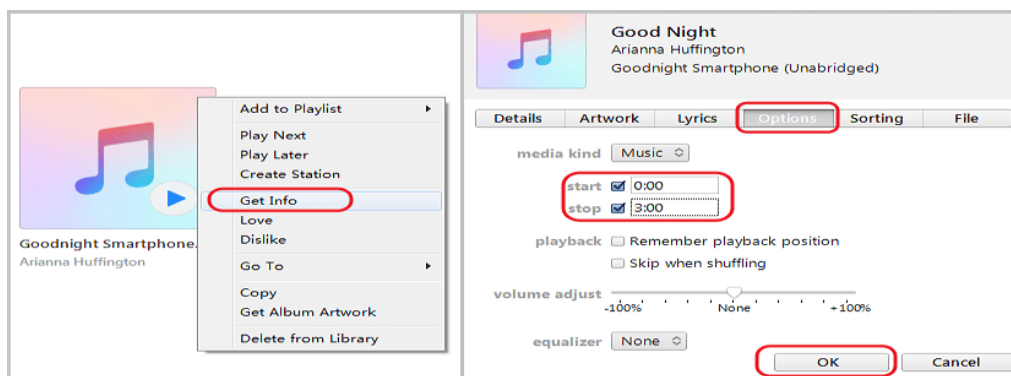 Add to Playlist
Play Next
Play Later
Create Station
Get Info
Love
Dislike
Go To
Copy
Get Album Artwork
Delete from Library
Goodnight Smartphone.
Arianna Huffington
Good Night
Arianna Huffington
Goodnight Smartphone (Unabridged)
Details Artwork Lyrics Options Sorting File
media kind Music
start 0:00
stop 3:00
playback Remember playback position
Skip when shuffling
volume adjust
-100% None +100%
equalizer None
OK Cancel